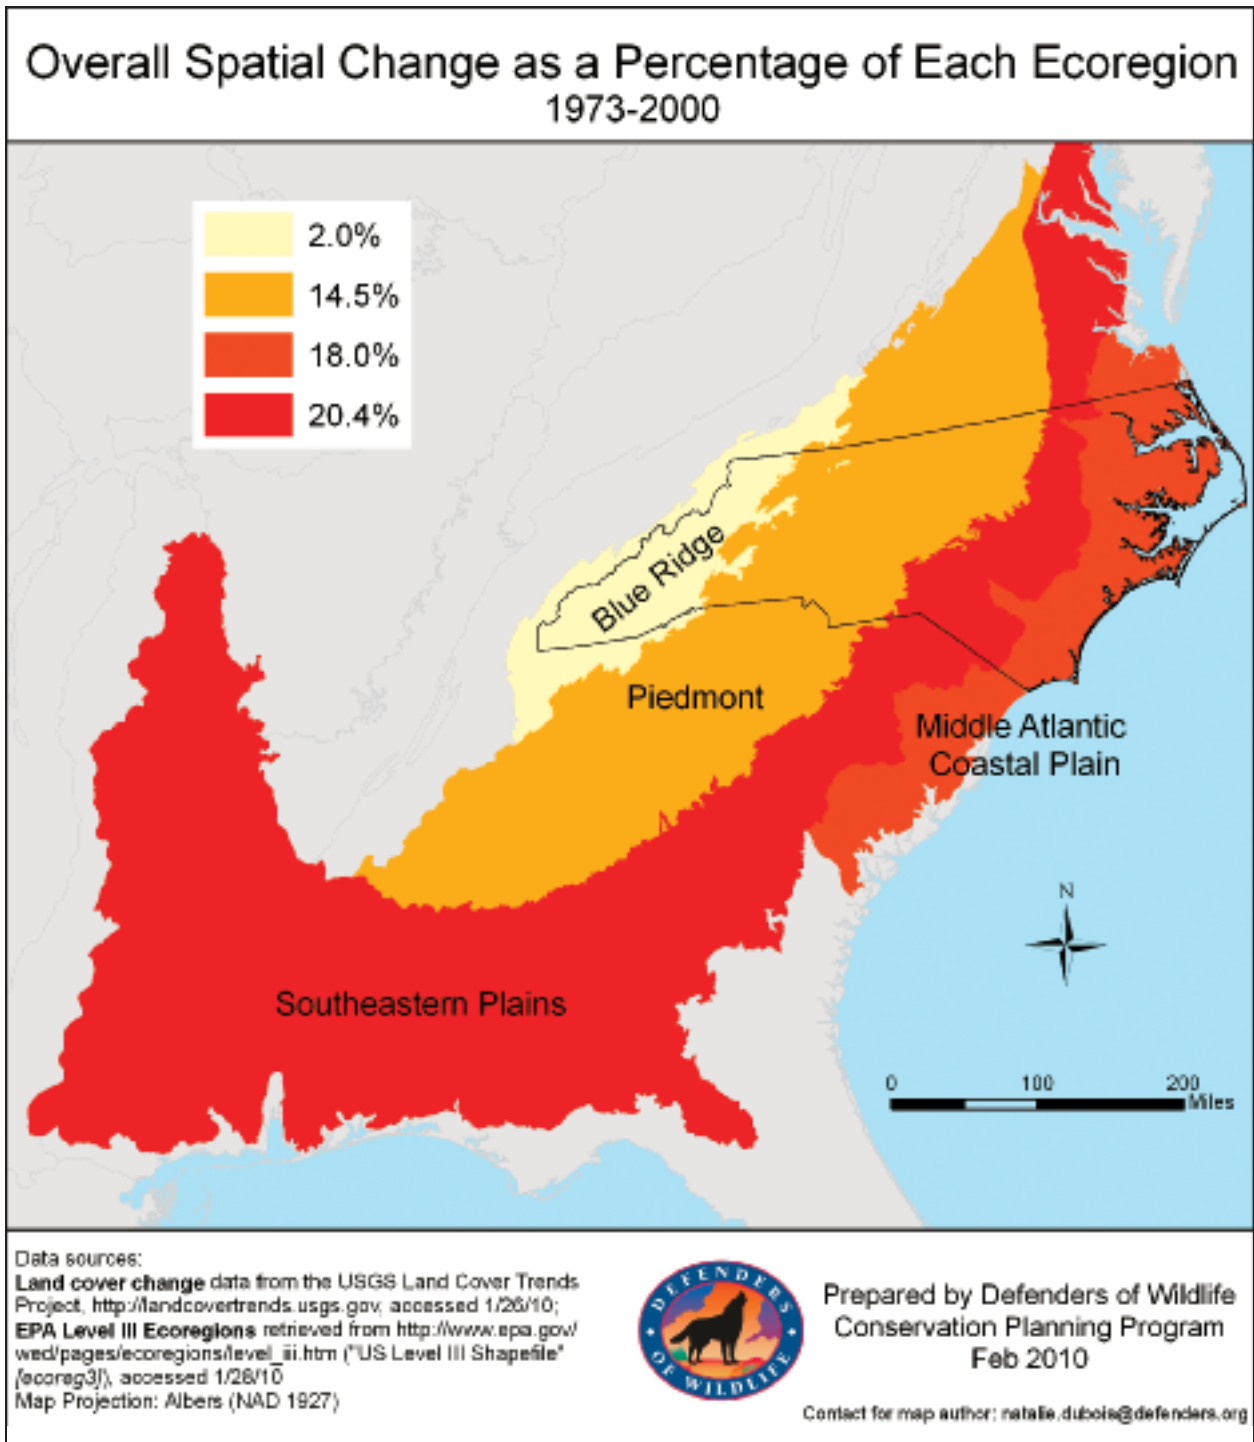 Overall Spatial Change as a Percentage of Each Ecoregion
1973-2000
2.0%
14.5%
18.0%
20.4%
Blue Ridge
Piedmont
Middle Atlantic
Coastal Plain
Southeastern Plains
N
0 100 200
Miles
Data sources:
Land cover change data from the USGS Land Cover Trends
Project, http://landcovertrends.usgs.gov, accessed 1/26/10;
EPA Level III Ecoregions retrieved from http://www.epa.gov/
wed/pages/ecoregions/level_iii.htm ("US Level III Shapefile"
[ecoreg3]), accessed 1/28/10
Map Projection: Albers (NAD 1927)
DEFENDERS
OF WILDLIFE
Prepared by Defenders of Wildlife
Conservation Planning Program
Feb 2010
Contact for map author: natalie.dubois@defenders.org